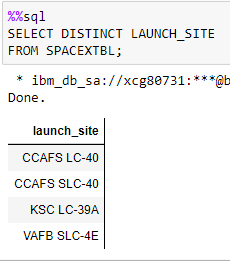 %%sql
SELECT DISTINCT LAUNCH_SITE
FROM SPACEXTBL;
* ibm_db_sa://xcg80731:***@b
Done.
launch_site
CCAFS LC-40
CCAFS SLC-40
KSC LC-39A
VAFB SLC-4E